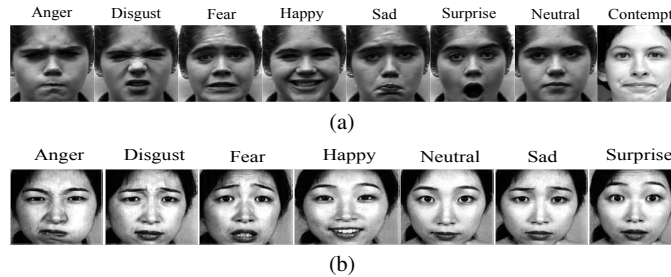 Anger Disgust Fear Happy Sad Surprise Neutral Contempt
(a)
Anger Disgust Fear Happy Neutral Sad Surprise
(b)